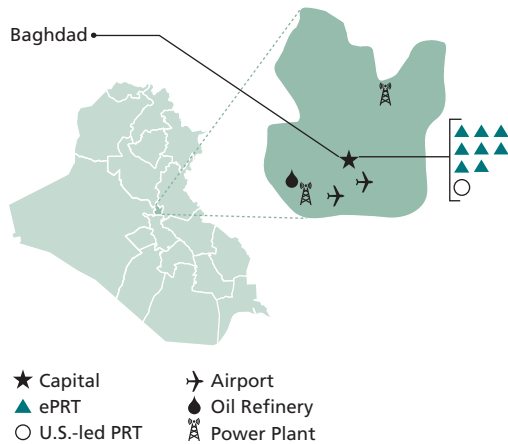 Baghdad
Capital
ePRT
U.S.-led PRT
Airport
Oil Refinery
Power Plant